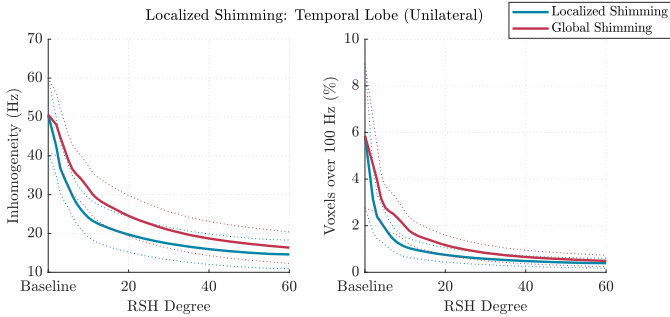 Localized Shimming: Temporal Lobe (Unilateral)
Localized Shimming
Global Shimming
Inhomogeneity (Hz)
70
60
50
40
30
20
10
Baseline 20 40 60
RSH Degree
Voxels over 100 Hz (%)
10
8
6
4
2
0
Baseline 20 40 60
RSH Degree